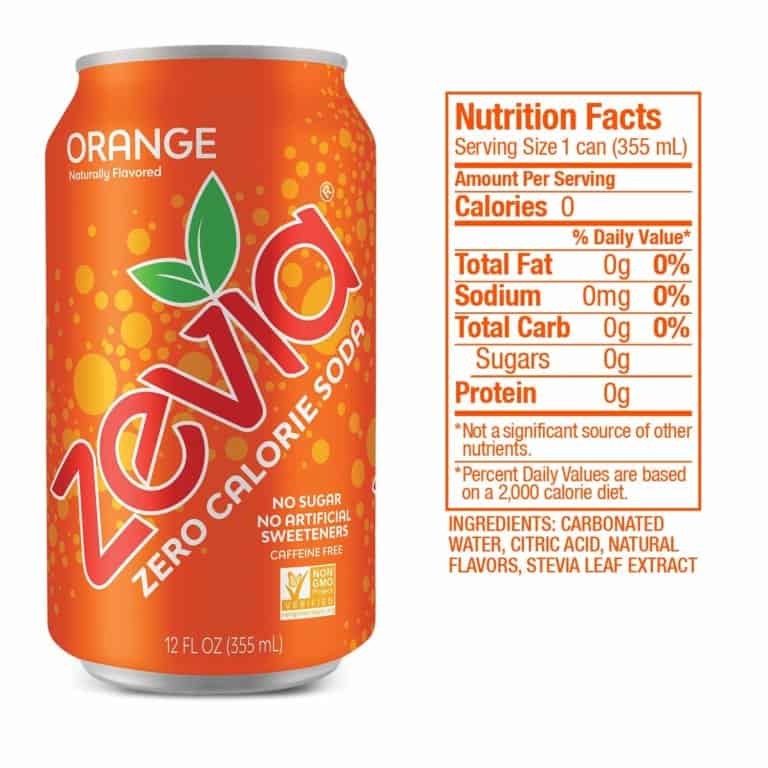 ORANGE
Naturally Flavored
zevia®
ZERO CALORIE SODA
NO SUGAR
NO ARTIFICIAL
SWEETENERS
CAFFEINE FREE
NON
GMO
Project
VERIFIED
12 FL OZ (355 mL)
Nutrition Facts
Serving Size 1 can (355 mL)
Amount Per Serving
Calories 0
% Daily Value*
Total Fat 0g 0%
Sodium 0mg 0%
Total Carb 0g 0%
Sugars 0g
Protein 0g
*Not a significant source of other
nutrients.
*Percent Daily Values are based
on a 2,000 calorie diet.
INGREDIENTS: CARBONATED
WATER, CITRIC ACID, NATURAL
FLAVORS, STEVIA LEAF EXTRACT